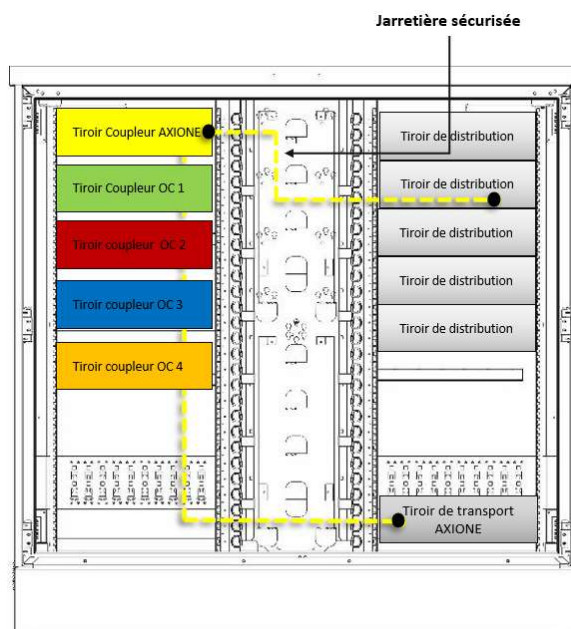 Jarretière sécurisée
Tiroir Coupleur AXIONE
Tiroir Coupleur OC 1
Tiroir coupleur OC 2
Tiroir coupleur OC 3
Tiroir coupleur OC 4
Tiroir de distribution
Tiroir de distribution
Tiroir de distribution
Tiroir de distribution
Tiroir de distribution
Tiroir de transport
AXIONE